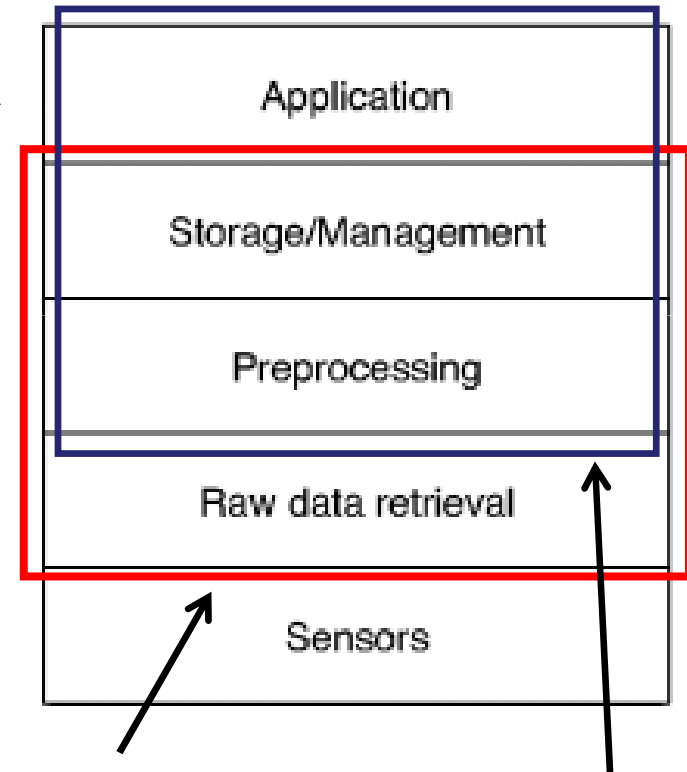 Application
Storage/Management
Preprocessing
Raw data retrieval
Sensors